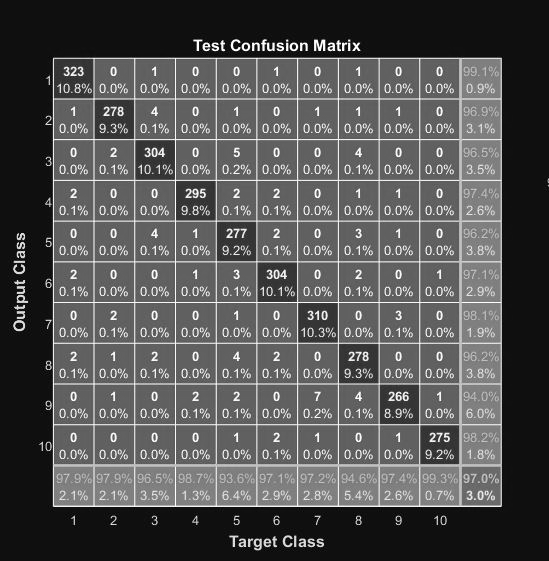 Test Confusion Matrix
1 323 0 1 0 0 1 0 1 0 0 99.1%
10.8% 0.0% 0.0% 0.0% 0.0% 0.0% 0.0% 0.0% 0.0% 0.0% 0.9%
2 1 278 4 0 1 0 1 1 1 0 96.9%
0.0% 9.3% 0.1% 0.0% 0.0% 0.0% 0.0% 0.0% 0.0% 0.0% 3.1%
3 0 2 304 0 5 0 0 4 0 0 96.5%
0.0% 0.1% 10.1% 0.0% 0.2% 0.0% 0.0% 0.1% 0.0% 0.0% 3.5%
4 2 0 0 295 2 2 0 1 1 0 97.4%
0.1% 0.0% 0.0% 9.8% 0.1% 0.1% 0.0% 0.0% 0.0% 0.0% 2.6%
5 0 0 4 1 277 2 0 3 1 0 96.2%
0.0% 0.0% 0.1% 0.0% 9.2% 0.1% 0.0% 0.1% 0.0% 0.0% 3.8%
6 2 0 0 1 3 304 0 2 0 1 97.1%
0.1% 0.0% 0.0% 0.0% 0.1% 10.1% 0.0% 0.1% 0.0% 0.0% 2.9%
7 0 2 0 0 1 0 310 0 3 0 98.1%
0.0% 0.1% 0.0% 0.0% 0.0% 0.0% 10.3% 0.0% 0.1% 0.0% 1.9%
8 2 1 2 0 4 2 0 278 0 0 96.2%
0.1% 0.0% 0.1% 0.0% 0.1% 0.1% 0.0% 9.3% 0.0% 0.0% 3.8%
9 0 1 0 2 2 0 7 4 266 1 94.0%
0.0% 0.0% 0.0% 0.1% 0.1% 0.0% 0.2% 0.1% 8.9% 0.0% 6.0%
10 0 0 0 0 1 2 1 0 1 275 98.2%
0.0% 0.0% 0.0% 0.0% 0.0% 0.1% 0.0% 0.0% 0.0% 9.2% 1.8%
97.9% 97.9% 96.5% 98.7% 93.6% 97.1% 97.2% 94.6% 97.4% 99.3% 97.0%
2.1% 2.1% 3.5% 1.3% 6.4% 2.9% 2.8% 5.4% 2.6% 0.7% 3.0%
1 2 3 4 5 6 7 8 9 10
Target Class
Output Class